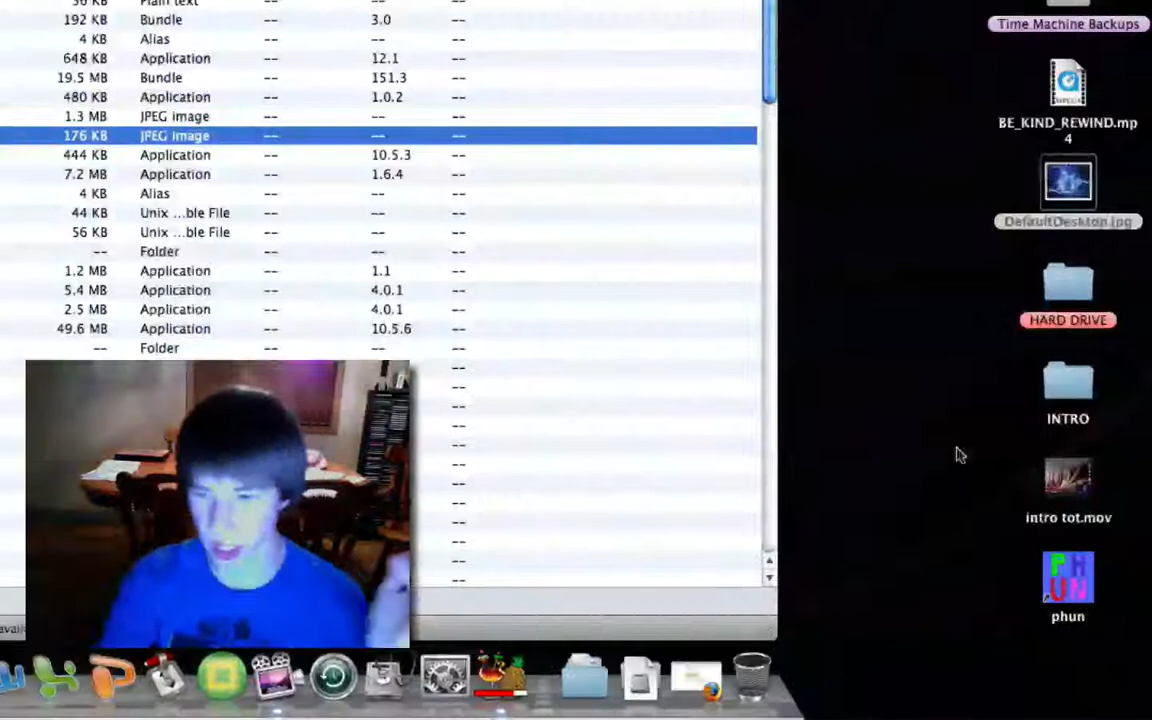 36 KB Plain text -- --
192 KB Bundle -- 3.0 --
4 KB Alias -- -- --
648 KB Application -- 12.1 --
19.5 MB Bundle -- 151.3 --
480 KB Application -- 1.0.2 --
1.3 MB JPEG image -- -- --
176 KB JPEG image -- -- --
444 KB Application -- 10.5.3 --
7.2 MB Application -- 1.6.4 --
4 KB Alias -- -- --
44 KB Unix ...ble File -- -- --
56 KB Unix ...ble File -- -- --
-- Folder -- -- --
1.2 MB Application -- 1.1 --
5.4 MB Application -- 4.0.1 --
2.5 MB Application -- 4.0.1 --
49.6 MB Application -- 10.5.6 --
-- Folder -- -- --
Time Machine Backups
BE_KIND_REWIND.mp
4
DefaultDesktop.jpg
HARD DRIVE
INTRO
intro tot.mov
PHUN
phun